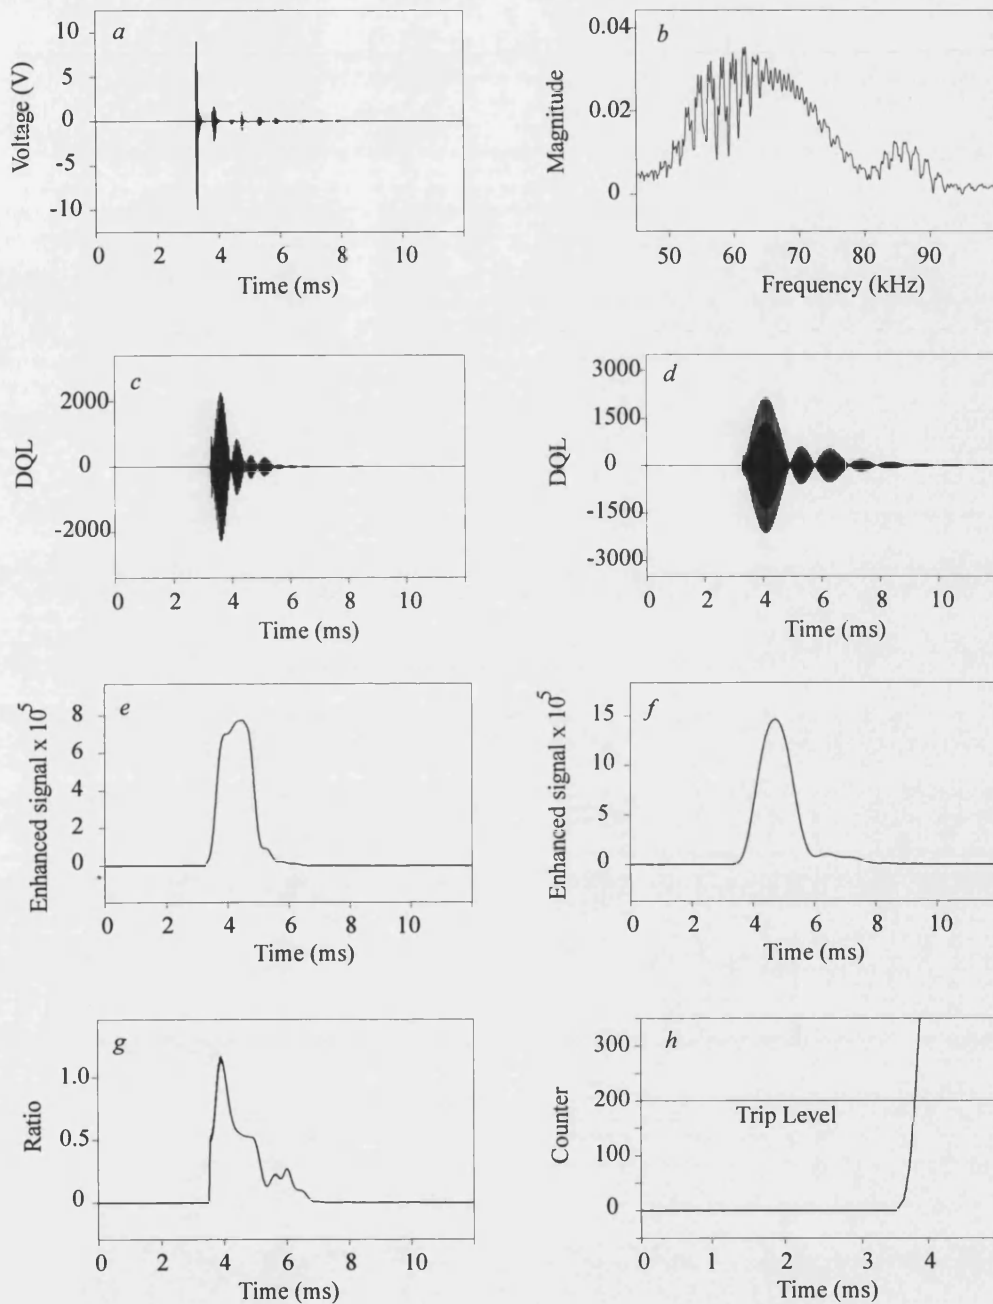 a
10
5
0
-5
-10
Voltage (V)
0 2 4 6 8 10
Time (ms)
b
0.04
0.02
0
Magnitude
50 60 70 80 90
Frequency (kHz)
c
2000
0
-2000
DQL
0 2 4 6 8 10
Time (ms)
d
3000
1500
0
-1500
-3000
DQL
0 2 4 6 8 10
Time (ms)
e
8
6
4
2
0
Enhanced signal x 10^5
0 2 4 6 8 10
Time (ms)
f
15
10
5
0
Enhanced signal x 10^5
0 2 4 6 8 10
Time (ms)
g
1.0
0.5
0
Ratio
0 2 4 6 8 10
Time (ms)
h
300
200
100
0
Trip Level
Counter
0 1 2 3 4
Time (ms)